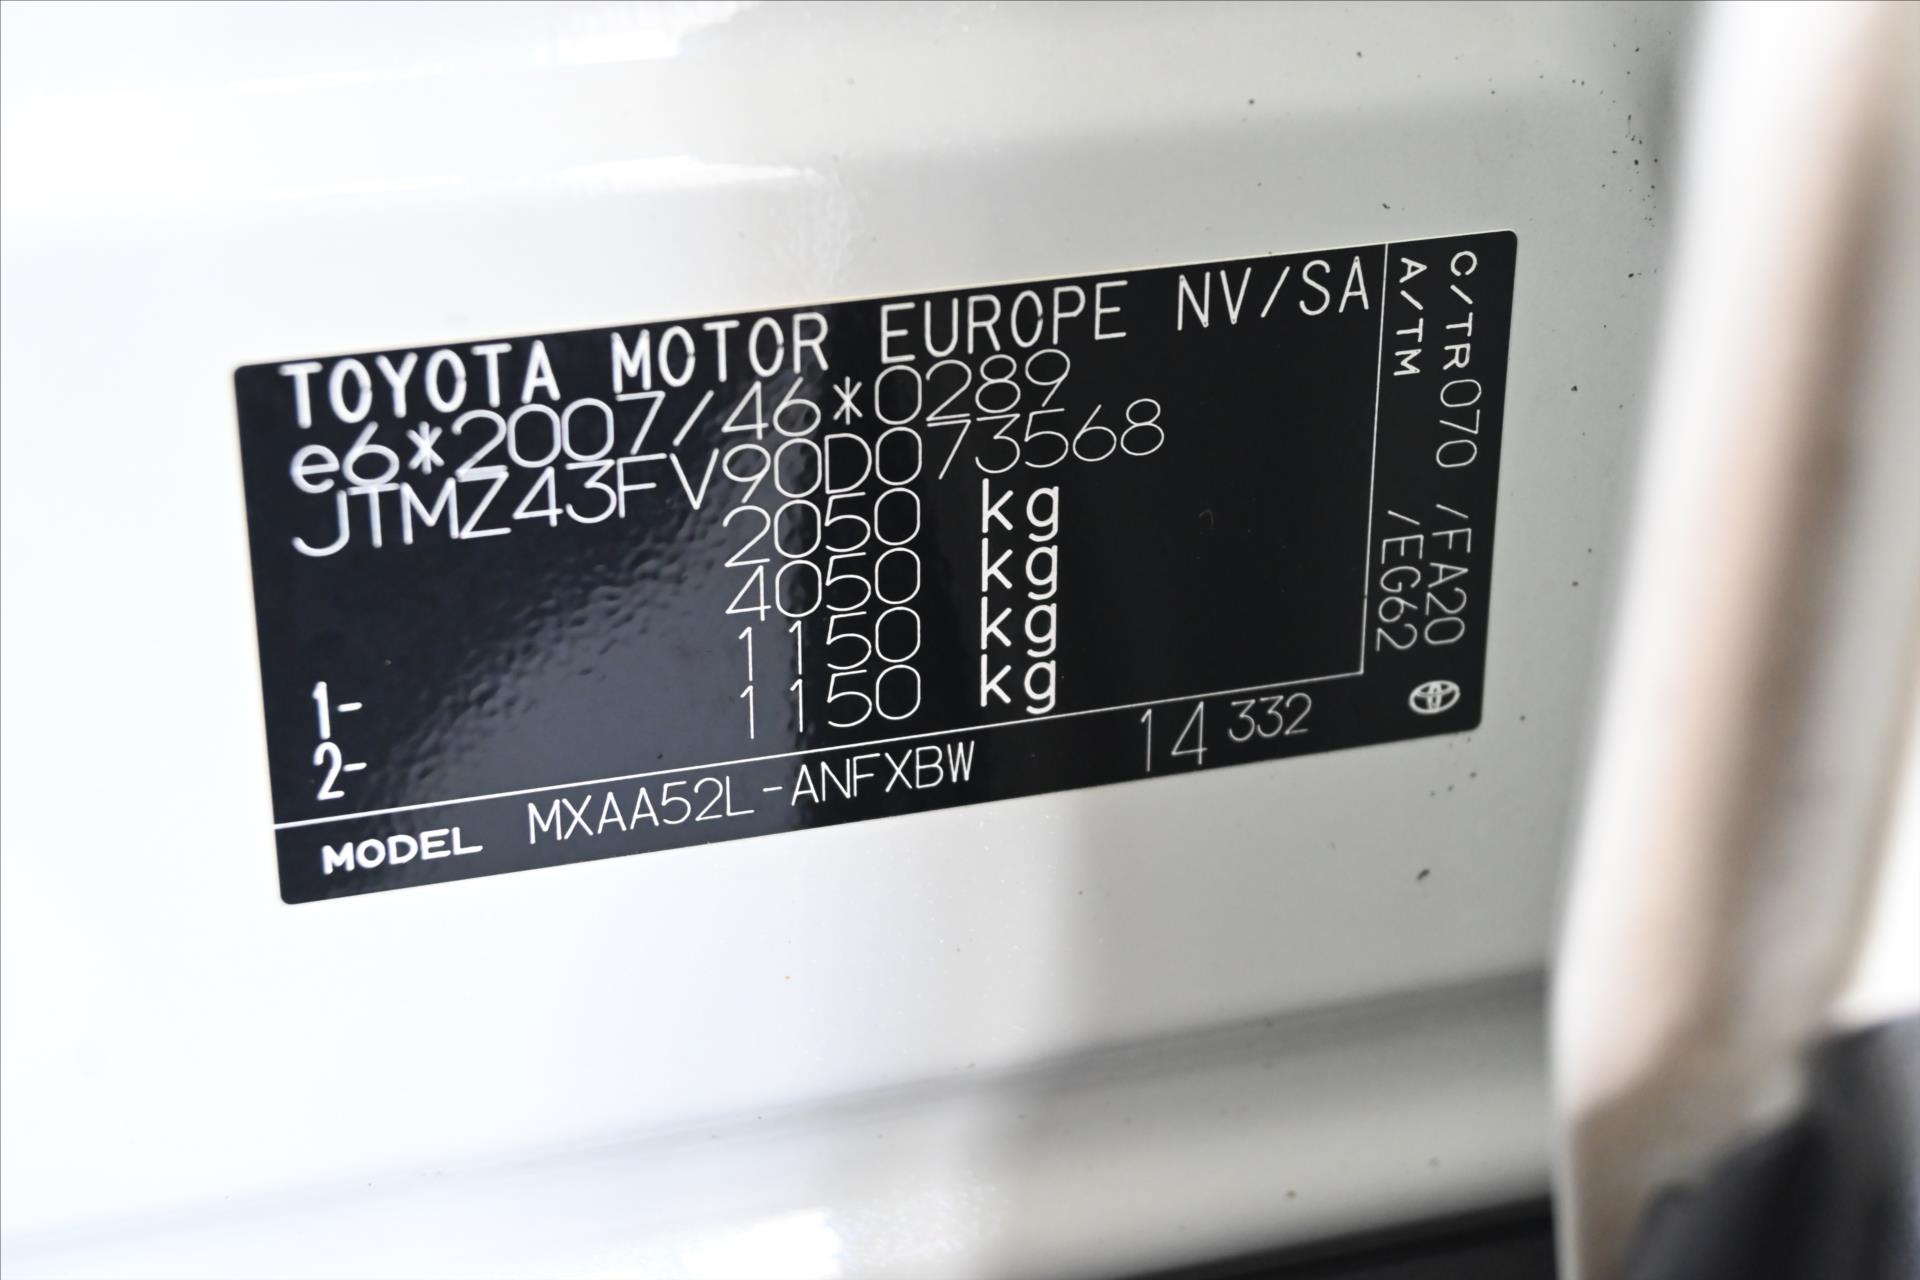 TOYOTA MOTOR EUROPE NV/SA
e6*2007/46*0289
JTMZ43FV90D073568
2050 kg
4050 kg
1- 1150 kg
2- 1150 kg
MODEL MXAA52L-ANFXBW 14 332
C/TR070 /FA20
A/TM /EG62